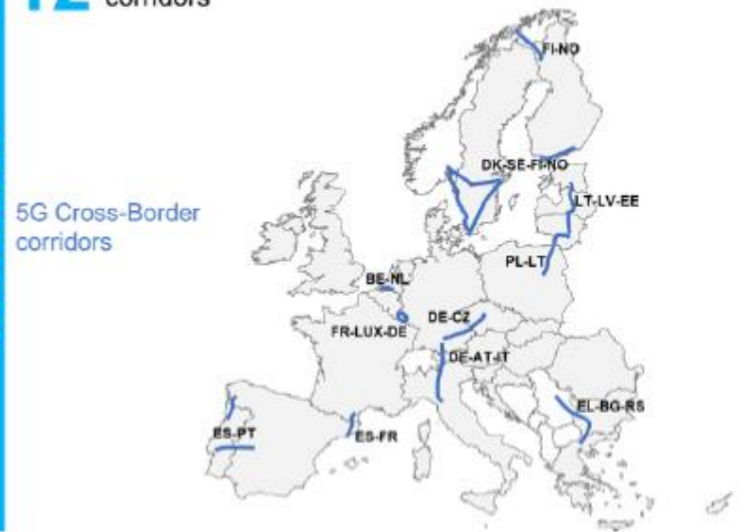 12 corridors
FI-NO
DK-SE-FI-NO
5G Cross-Border
corridors
LT-LV-EE
PL-LT
BE-NL
DE-CZ
FR-LUX-DE
DE-AT-IT
EL-BG-RS
ES-PT
ES-FR